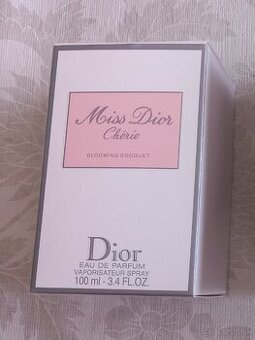 Miss Dior
Chérie
BLOOMING BOUQUET
Dior
EAU DE PARFUM
VAPORISATEUR SPRAY
100 ml - 3.4 FL.OZ.